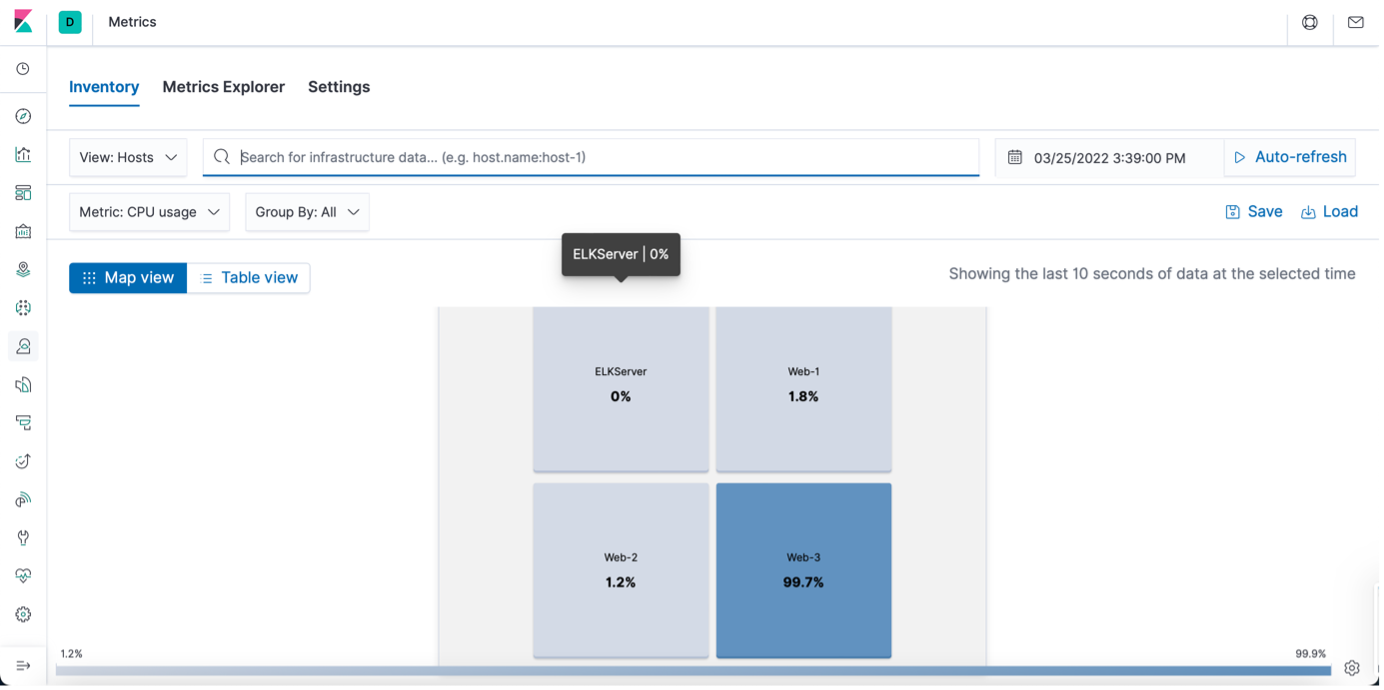 D Metrics
Inventory Metrics Explorer Settings
View: Hosts Search for infrastructure data... (e.g. host.name:host-1) 03/25/2022 3:39:00 PM Auto-refresh
Metric: CPU usage Group By: All Save Load
ELKServer | 0%
Map view Table view Showing the last 10 seconds of data at the selected time
ELKServer Web-1
0% 1.8%
Web-2 Web-3
1.2% 99.7%
1.2% 99.9%